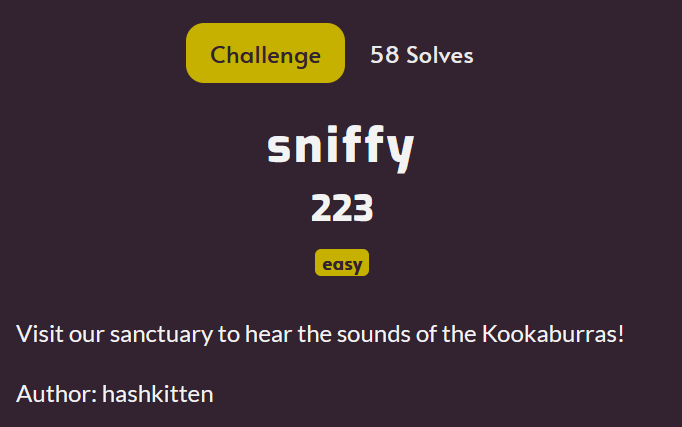 Challenge
58 Solves
sniffy
223
easy
Visit our sanctuary to hear the sounds of the Kookaburras!
Author: hashkitten